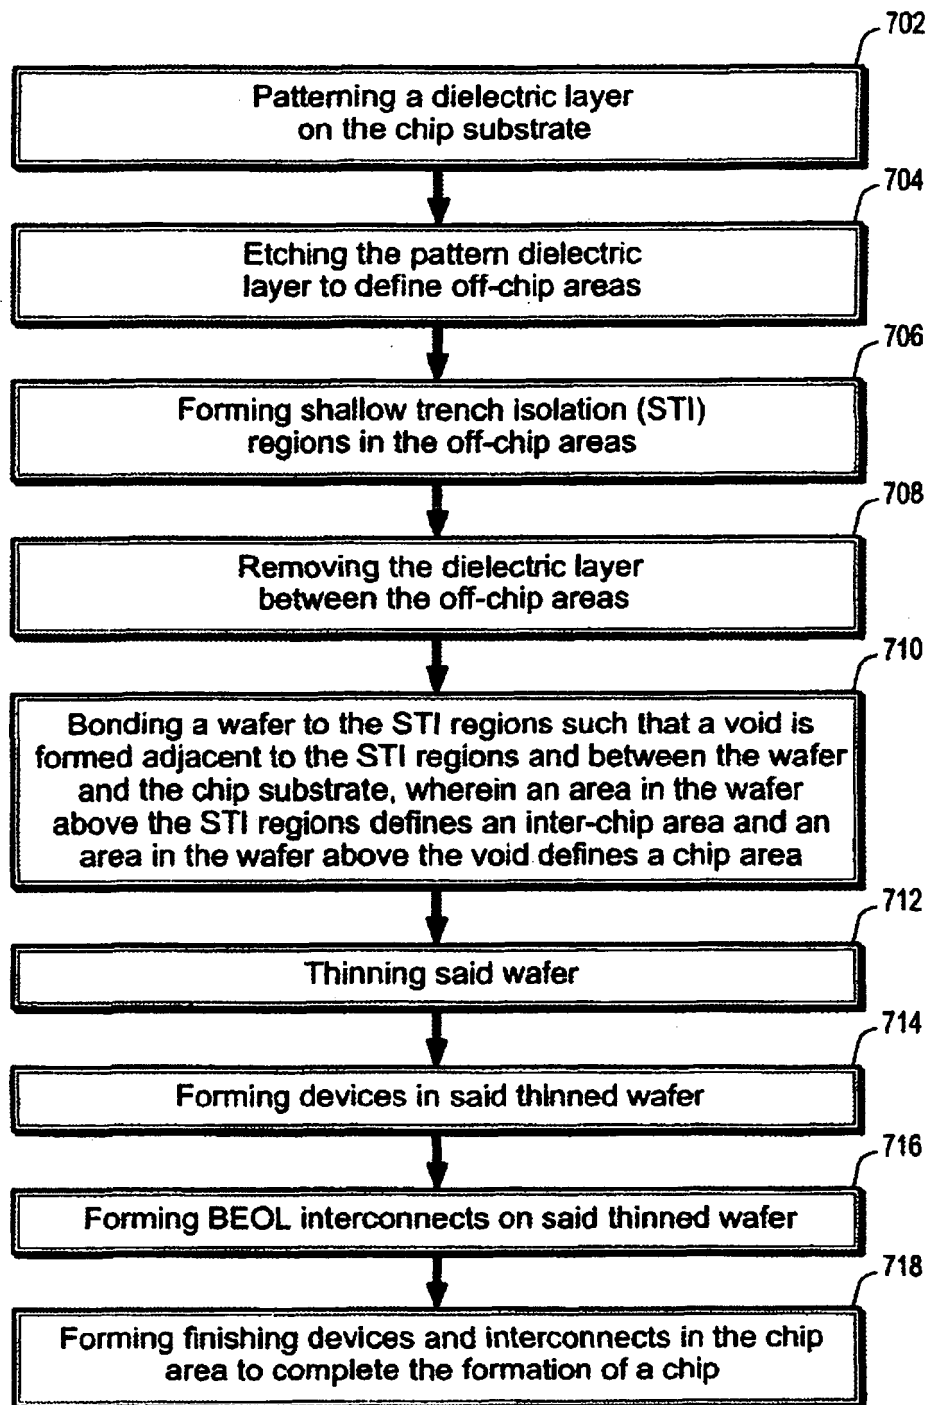 702
Patterning a dielectric layer
on the chip substrate
704
Etching the pattern dielectric
layer to define off-chip areas
706
Forming shallow trench isolation (STI)
regions in the off-chip areas
708
Removing the dielectric layer
between the off-chip areas
710
Bonding a wafer to the STI regions such that a void is
formed adjacent to the STI regions and between the wafer
and the chip substrate, wherein an area in the wafer
above the STI regions defines an inter-chip area and an
area in the wafer above the void defines a chip area
712
Thinning said wafer
714
Forming devices in said thinned wafer
716
Forming BEOL interconnects on said thinned wafer
718
Forming finishing devices and interconnects in the chip
area to complete the formation of a chip